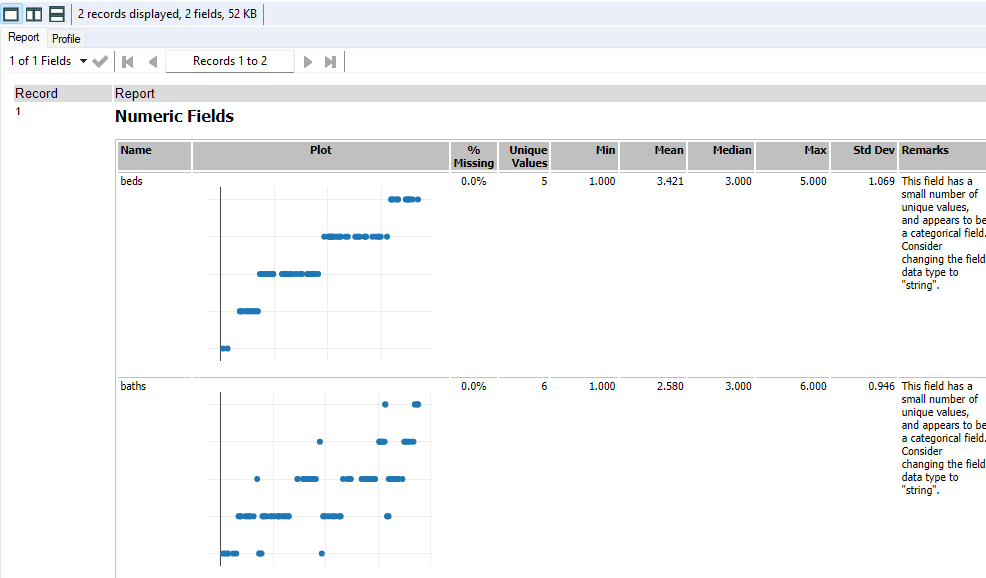 2 records displayed, 2 fields, 52 KB
Report Profile
1 of 1 Fields Records 1 to 2
Record Report
1
Numeric Fields
Name Plot % Missing Unique Values Min Mean Median Max Std Dev Remarks
beds 0.0% 5 1.000 3.421 3.000 5.000 1.069 This field has a
small number of
unique values,
and appears to be
a categorical field.
Consider
changing the field
data type to
"string".
baths 0.0% 6 1.000 2.580 3.000 6.000 0.946 This field has a
small number of
unique values,
and appears to be
a categorical field.
Consider
changing the field
data type to
"string".